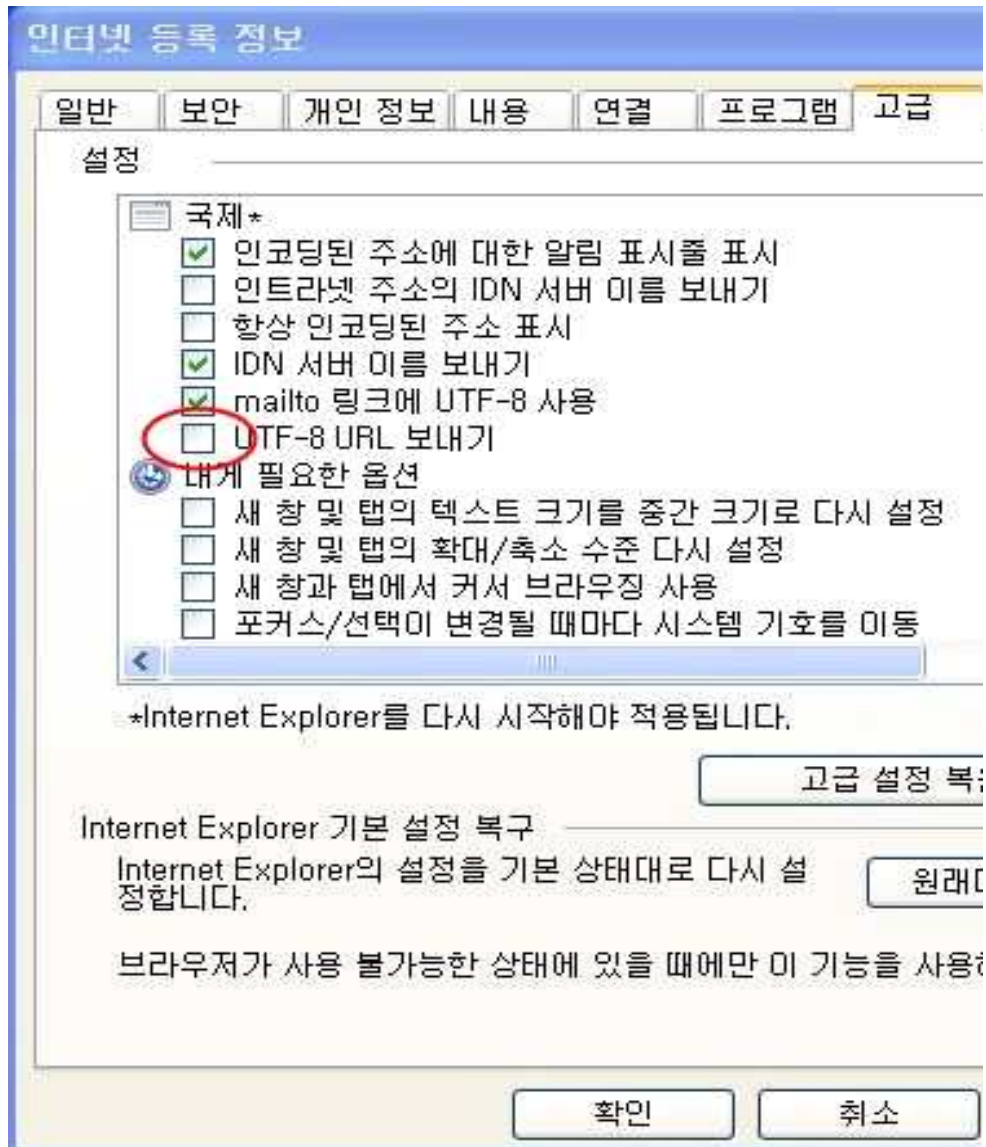 인터넷 등록 정보
일반 보안 개인 정보 내용 연결 프로그램 고급
설정
국제*
인코딩된 주소에 대한 알림 표시줄 표시
인트라넷 주소의 IDN 서버 이름 보내기
항상 인코딩된 주소 표시
IDN 서버 이름 보내기
mailto 링크에 UTF-8 사용
UTF-8 URL 보내기
내게 필요한 옵션
새 창 및 탭의 텍스트 크기를 중간 크기로 다시 설정
새 창 및 탭의 확대/축소 수준 다시 설정
새 창과 탭에서 커서 브라우징 사용
포커스/선택이 변경될 때마다 시스템 기호를 이동
*Internet Explorer를 다시 시작해야 적용됩니다.
고급 설정
Internet Explorer 기본 설정 복구
Internet Explorer의 설정을 기본 상태대로 다시 설
정합니다.
원래
브라우저가 사용 불가능한 상태에 있을 때에만 이 기능을
확인 취소